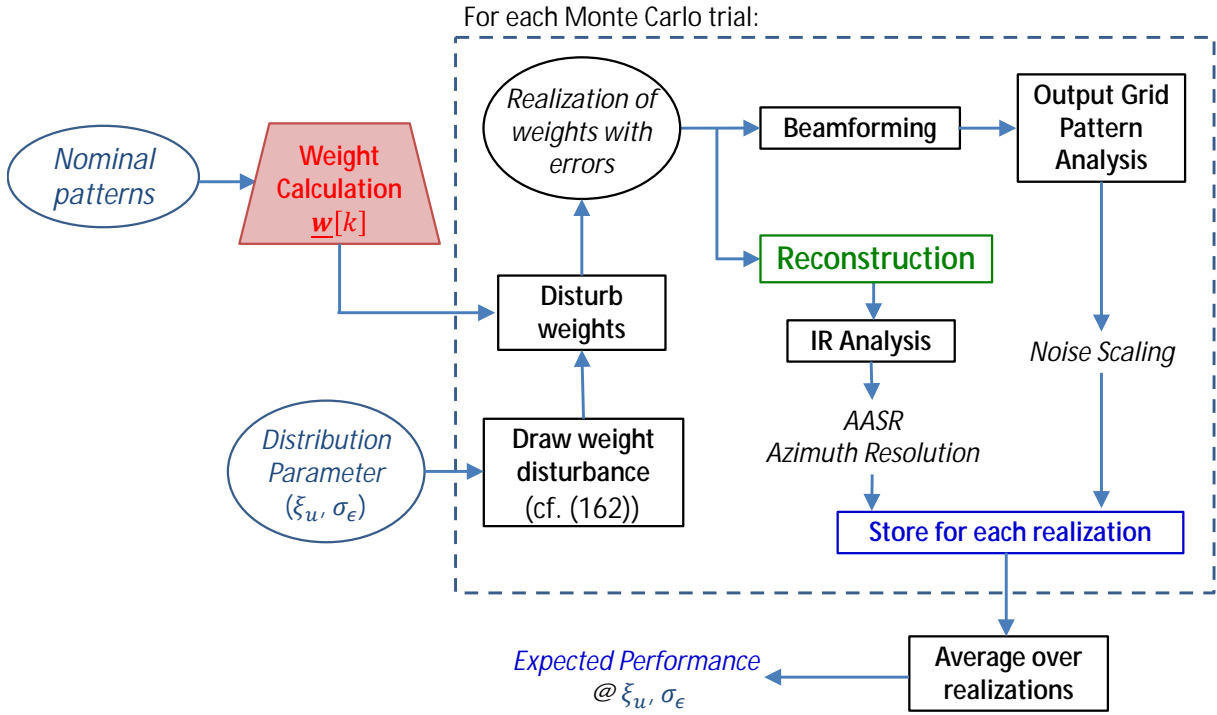 For each Monte Carlo trial:
Nominal
patterns
Weight
Calculation
w[k]
Realization of
weights with
errors
Beamforming
Output Grid
Pattern
Analysis
Reconstruction
Disturb
weights
IR Analysis
Noise Scaling
Distribution
Parameter
(ξᵤ, σ_ϵ)
Draw weight
disturbance
(cf. (162))
AASR
Azimuth Resolution
Store for each realization
Average over
realizations
Expected Performance
@ ξᵤ, σ_ϵ